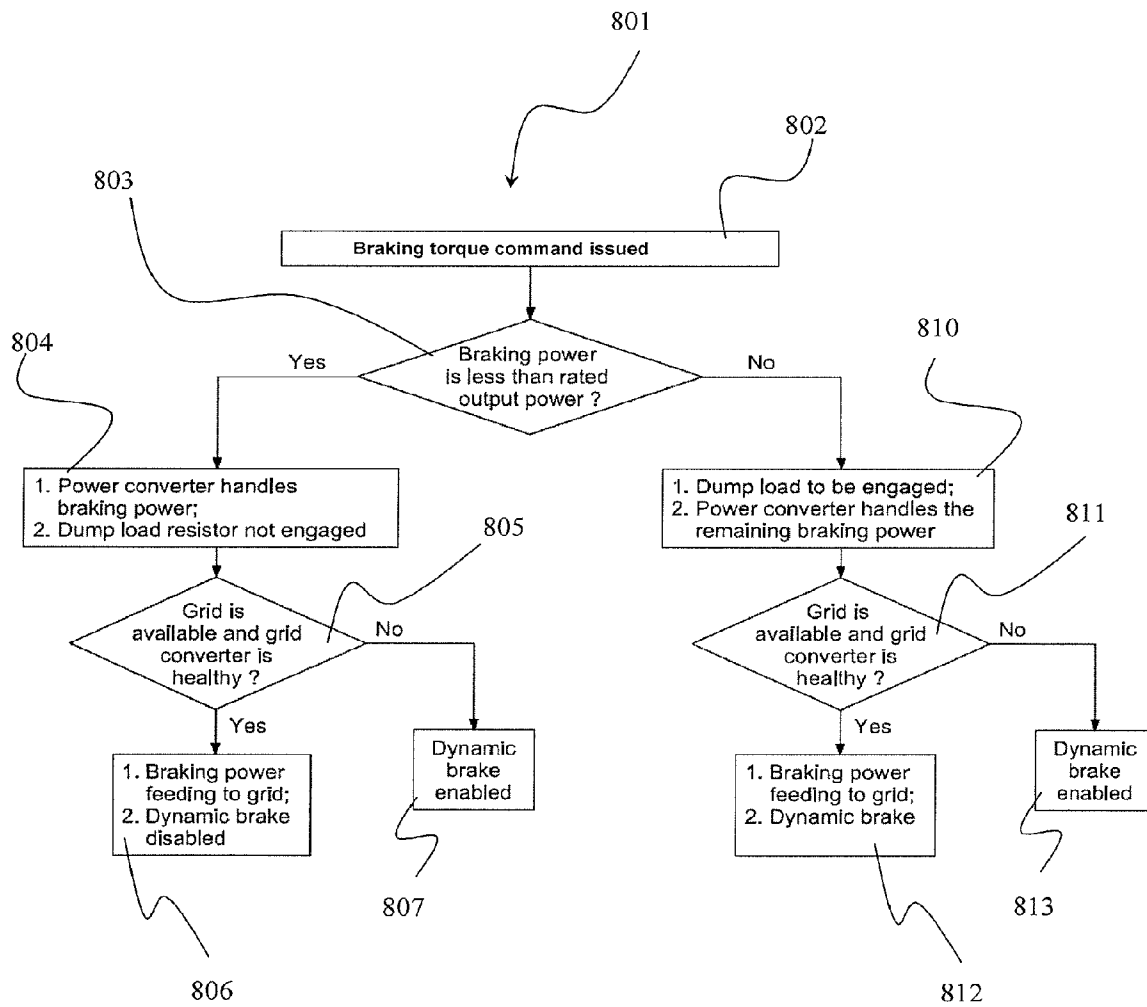 801
802
803
Braking torque command issued
804
810
Yes
Braking power
is less than rated
output power ?
No
1. Power converter handles
braking power;
2. Dump load resistor not engaged
805
1. Dump load to be engaged;
2. Power converter handles the
remaining braking power
811
Grid is
available and grid
converter is
healthy ?
No
Yes
Grid is
available and grid
converter is
healthy ?
No
Yes
1. Braking power
feeding to grid;
2. Dynamic brake
disabled
Dynamic
brake
enabled
1. Braking power
feeding to grid;
2. Dynamic brake
Dynamic
brake
enabled
807
813
806
812